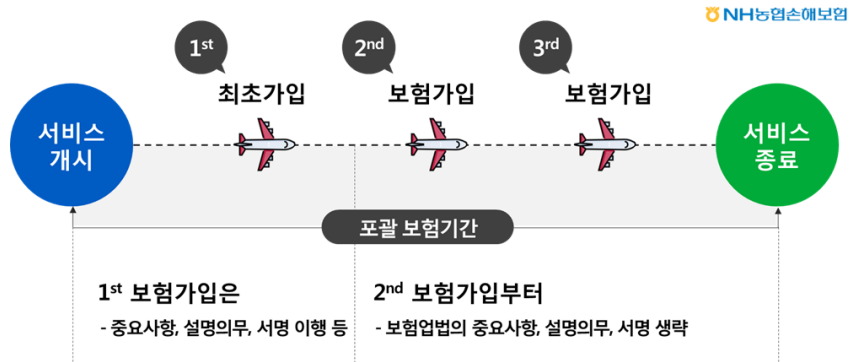 NH농협손해보험
1st
2nd
3rd
최초가입
보험가입
보험가입
서비스
개시
서비스
종료
포괄 보험기간
1st 보험가입은
- 중요사항, 설명의무, 서명 이행 등
2nd 보험가입부터
- 보험업법의 중요사항, 설명의무, 서명 생략